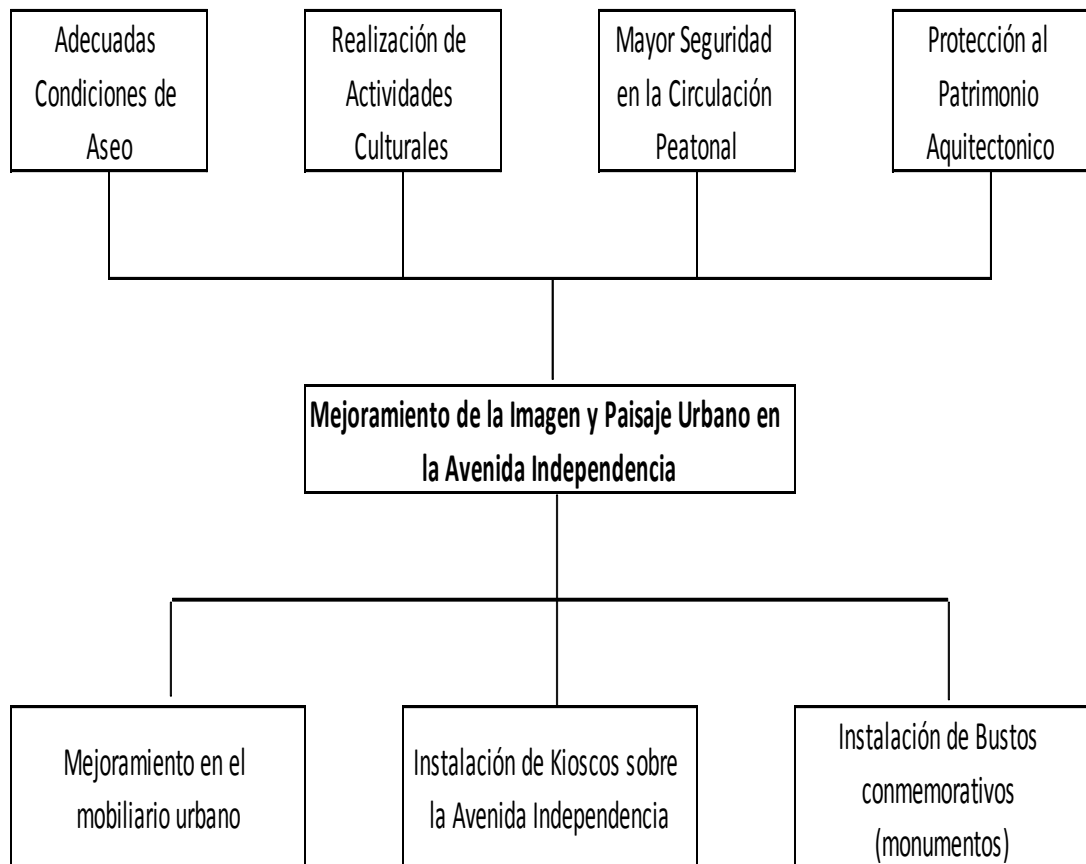 Adecuadas
Condiciones de
Aseo
Realización de
Actividades
Culturales
Mayor Seguridad
en la Circulación
Peatonal
Protección al
Patrimonio
Aquitectonico
Mejoramiento de la Imagen y Paisaje Urbano en
la Avenida Independencia
Mejoramiento en el
mobiliario urbano
Instalación de Kioscos sobre
la Avenida Independencia
Instalación de Bustos
conmemorativos
(monumentos)